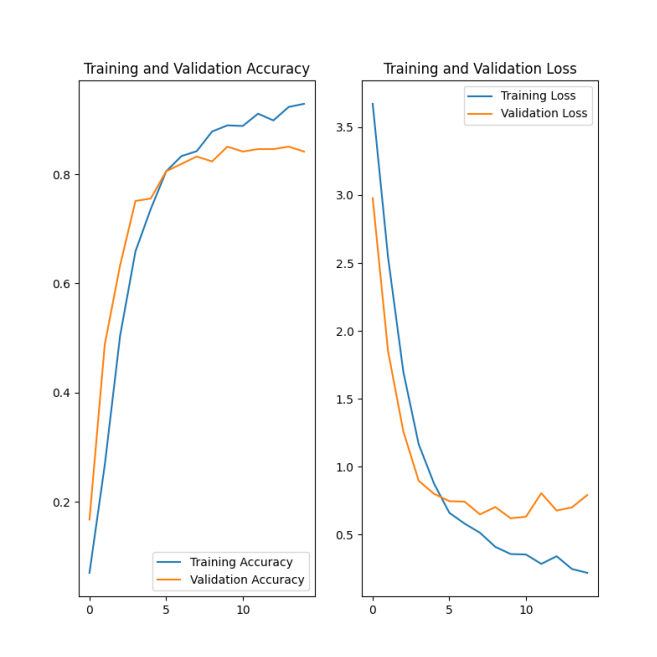 Training and Validation Accuracy
0.8
0.6
0.4
0.2
0
5
10
Training Accuracy
Validation Accuracy
Training and Validation Loss
3.5
3.0
2.5
2.0
1.5
1.0
0.5
0
5
10
Training Loss
Validation Loss